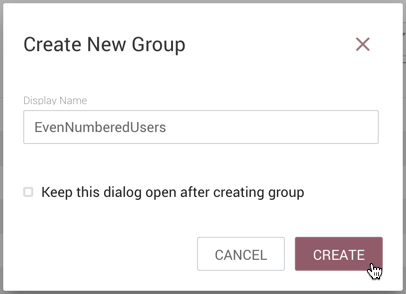 Create New Group
Display Name
EvenNumberedUsers
Keep this dialog open after creating group
CANCEL
CREATE